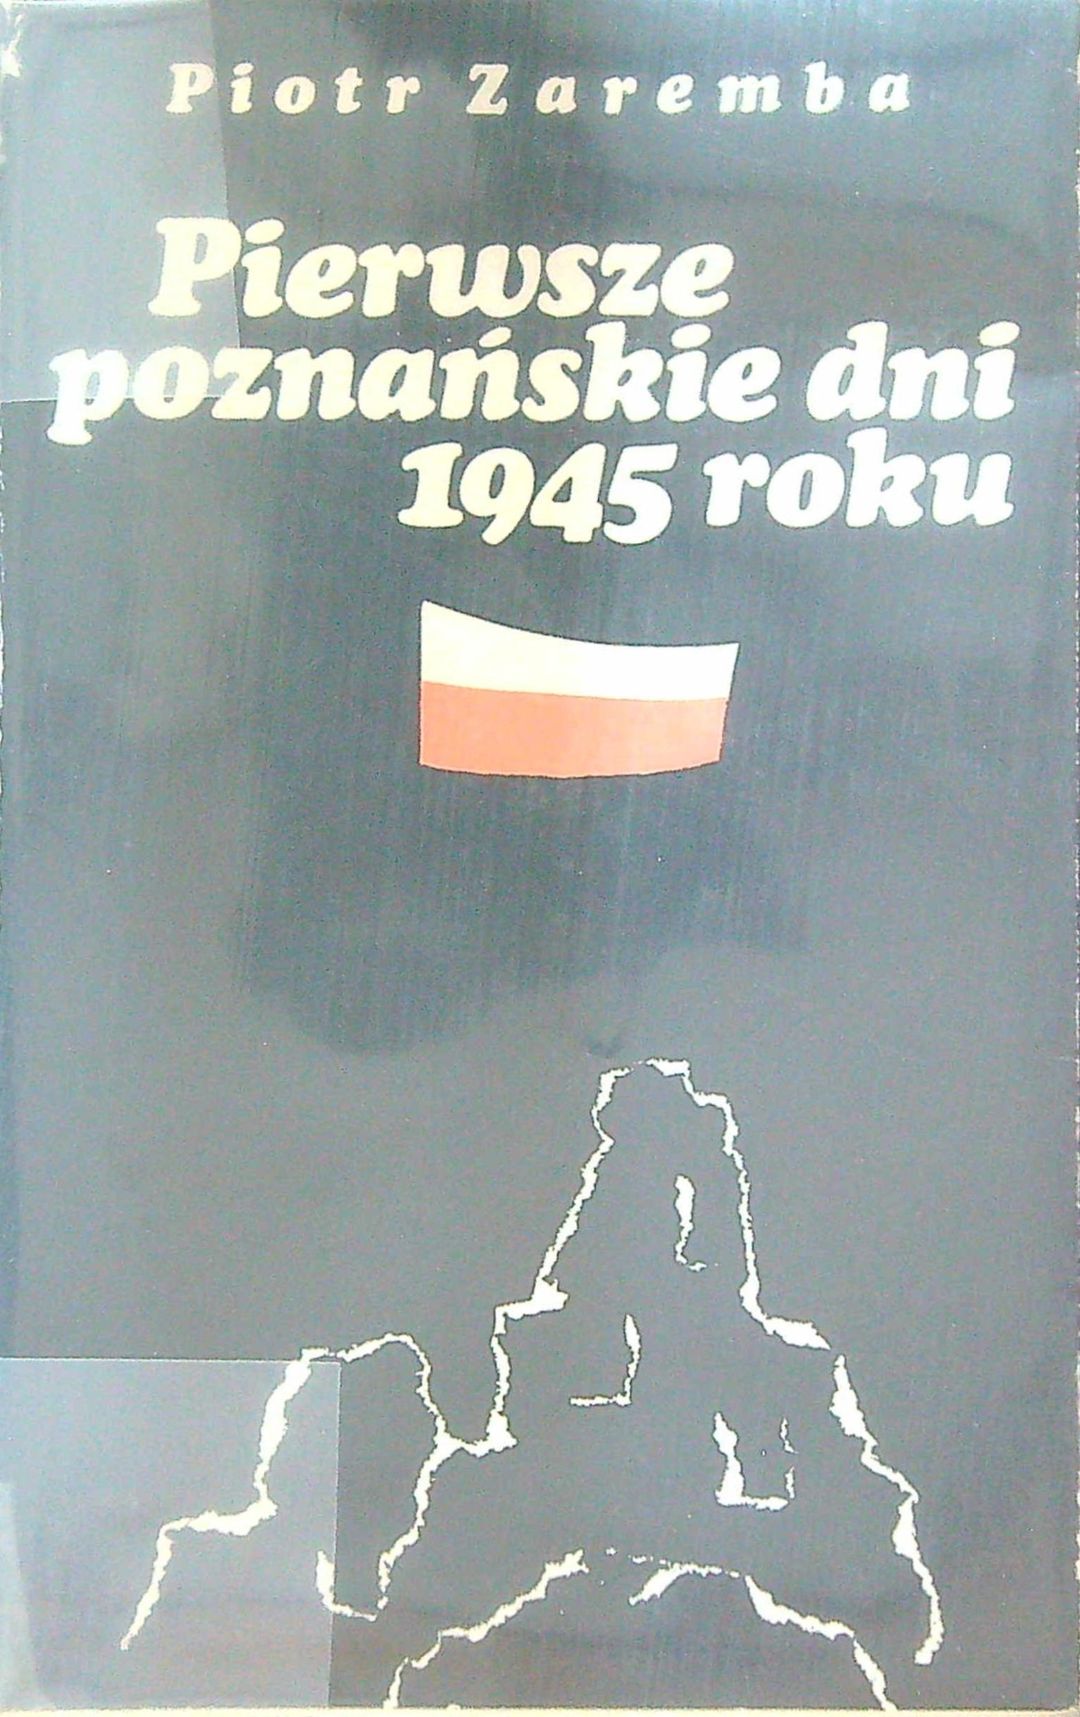 Piotr Zaremba
Pierwsze
poznańskie dni
1945 roku